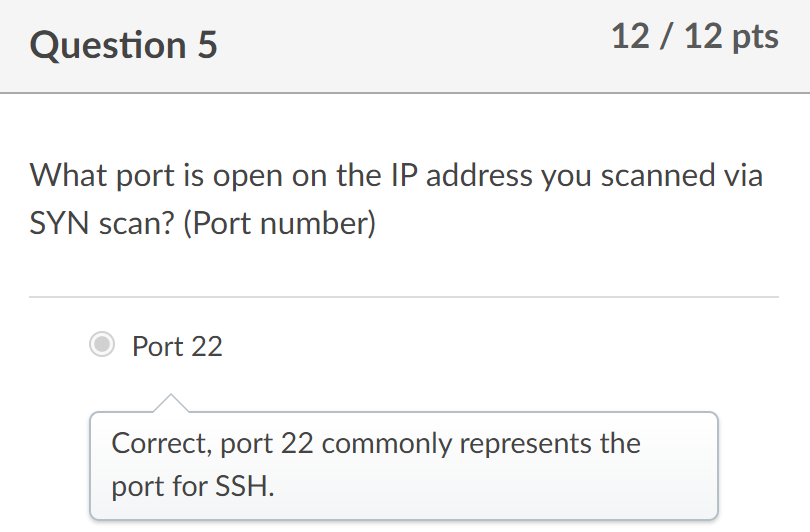 Question 5
12 / 12 pts
What port is open on the IP address you scanned via
SYN scan? (Port number)
Port 22
Correct, port 22 commonly represents the
port for SSH.